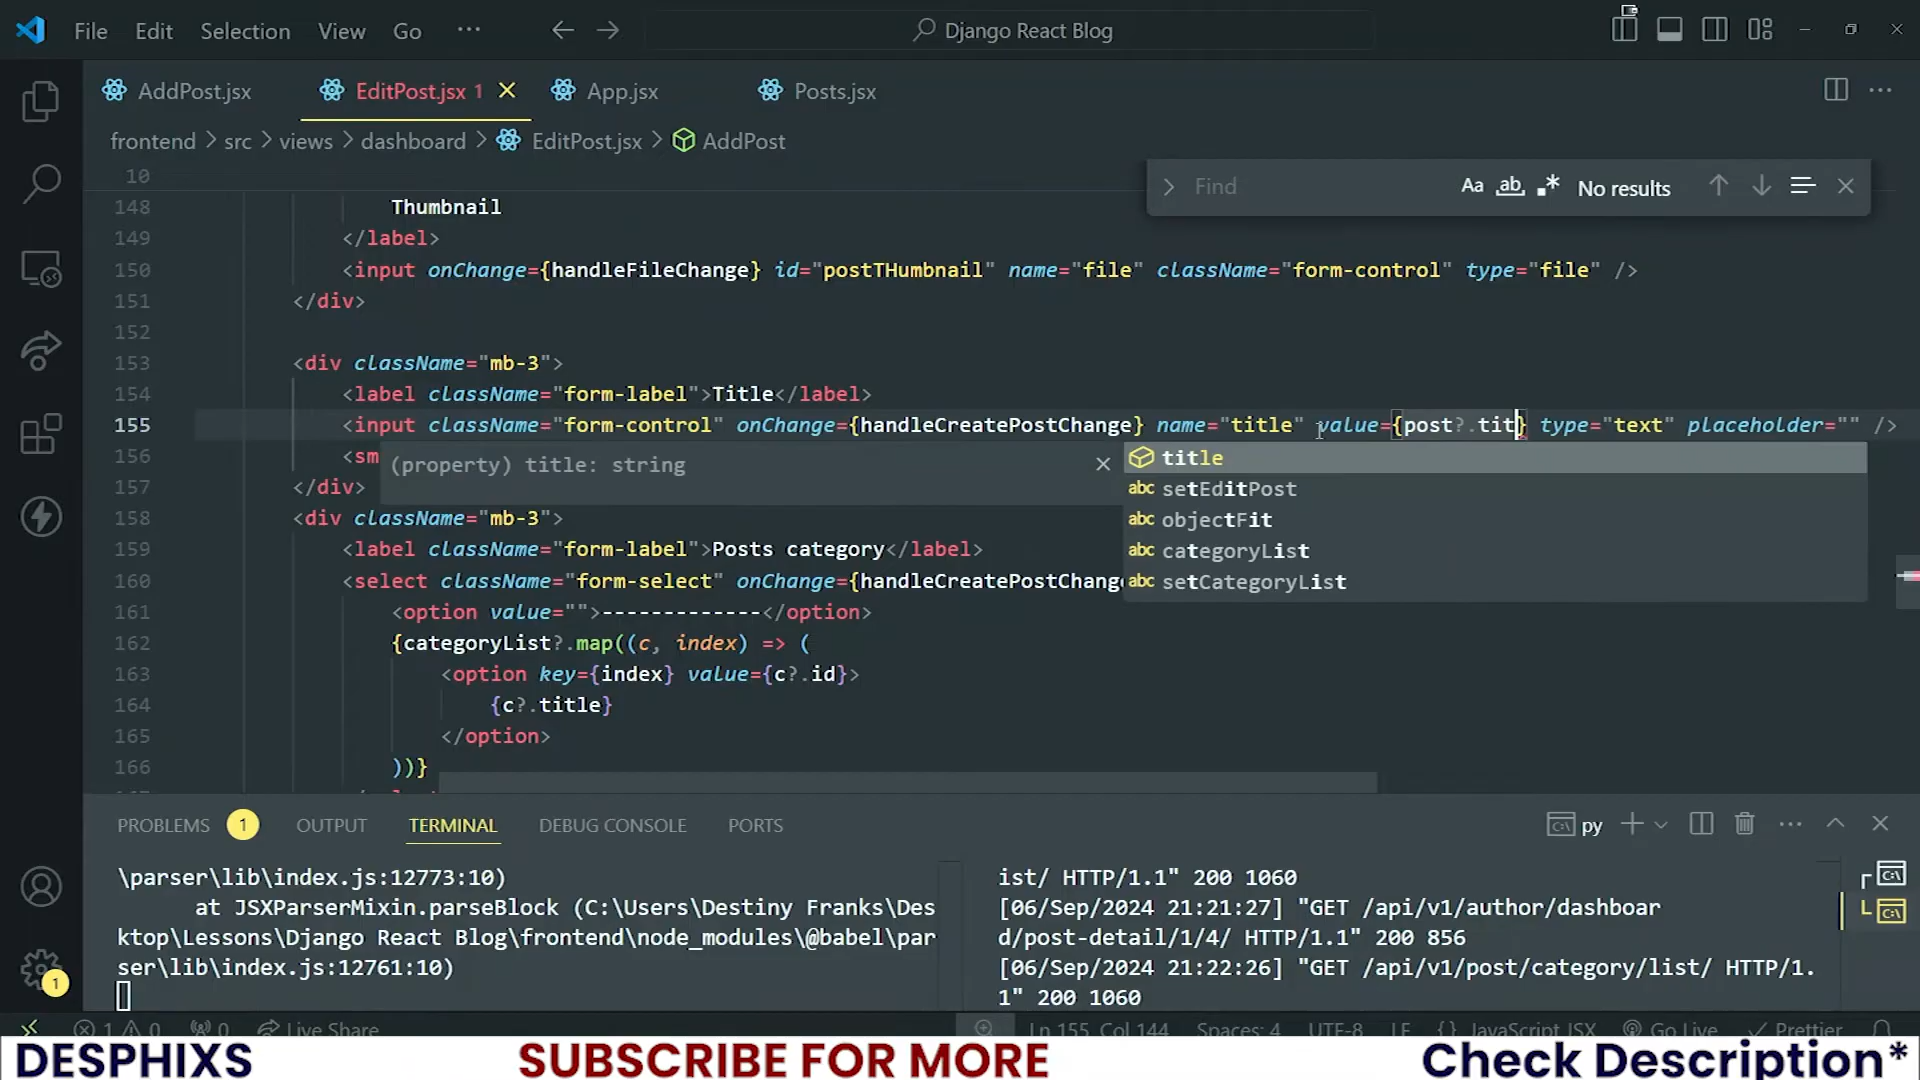 File Edit Selection View Go ··· Django React Blog
AddPost.jsx EditPost.jsx 1 App.jsx Posts.jsx
frontend > src > views > dashboard > EditPost.jsx > AddPost
Find Aa ab .* No results
10
148 Thumbnail
149 </label>
150 <input onChange={handleFileChange} id="postTHumbnail" name="file" className="form-control" type="file" />
151 </div>
152
153 <div className="mb-3">
154 <label className="form-label">Title</label>
155 <input className="form-control" onChange={handleCreatePostChange} name="title" value={post?.tit} type="text" placeholder="" />
156 <sm
(property) title: string
title
setEditPost
objectFit
categoryList
setCategoryList
157 </div>
158 <div className="mb-3">
159 <label className="form-label">Posts category</label>
160 <select className="form-select" onChange={handleCreatePostChange
161 <option value="">-------------</option>
162 {categoryList?.map((c, index) => (
163 <option key={index} value={c?.id}>
164 {c?.title}
165 </option>
166 ))}
PROBLEMS 1 OUTPUT TERMINAL DEBUG CONSOLE PORTS py
\parser\lib\index.js:12773:10)
at JSXParserMixin.parseBlock (C:\Users\Destiny Franks\Des
ktop\Lessons\Django React Blog\frontend\node_modules\@babel\par
ser\lib\index.js:12761:10)
ist/ HTTP/1.1" 200 1060
[06/Sep/2024 21:21:27] "GET /api/v1/author/dashboar
d/post-detail/1/4/ HTTP/1.1" 200 856
[06/Sep/2024 21:22:26] "GET /api/v1/post/category/list/ HTTP/1.
1" 200 1060
1
1 0 0 Live Share Ln 155, Col 144 Spaces: 4 UTF-8 LF {} JavaScript JSX Go Live Prettier
DESPHIXS SUBSCRIBE FOR MORE Check Description*